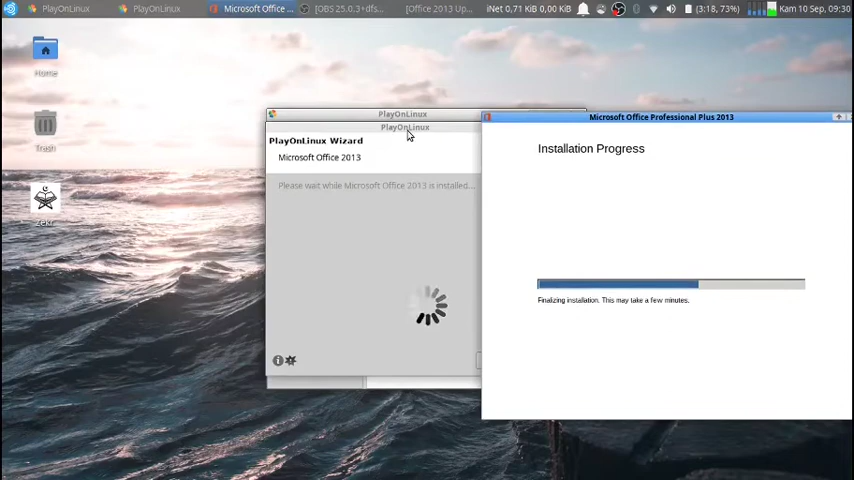 PlayOnLinux
PlayOnLinux
Microsoft Office ...
[OBS 25.0.3+dfs...
[Office 2013 Up...
iNet 0,71 KiB 0,00 KiB
(3:18, 73%)
Kam 10 Sep, 09:30
Home
Trash
Zekr
PlayOnLinux
PlayOnLinux
PlayOnLinux Wizard
Microsoft Office 2013
Please wait while Microsoft Office 2013 is installed...
Microsoft Office Professional Plus 2013
Installation Progress
Finalizing installation. This may take a few minutes.